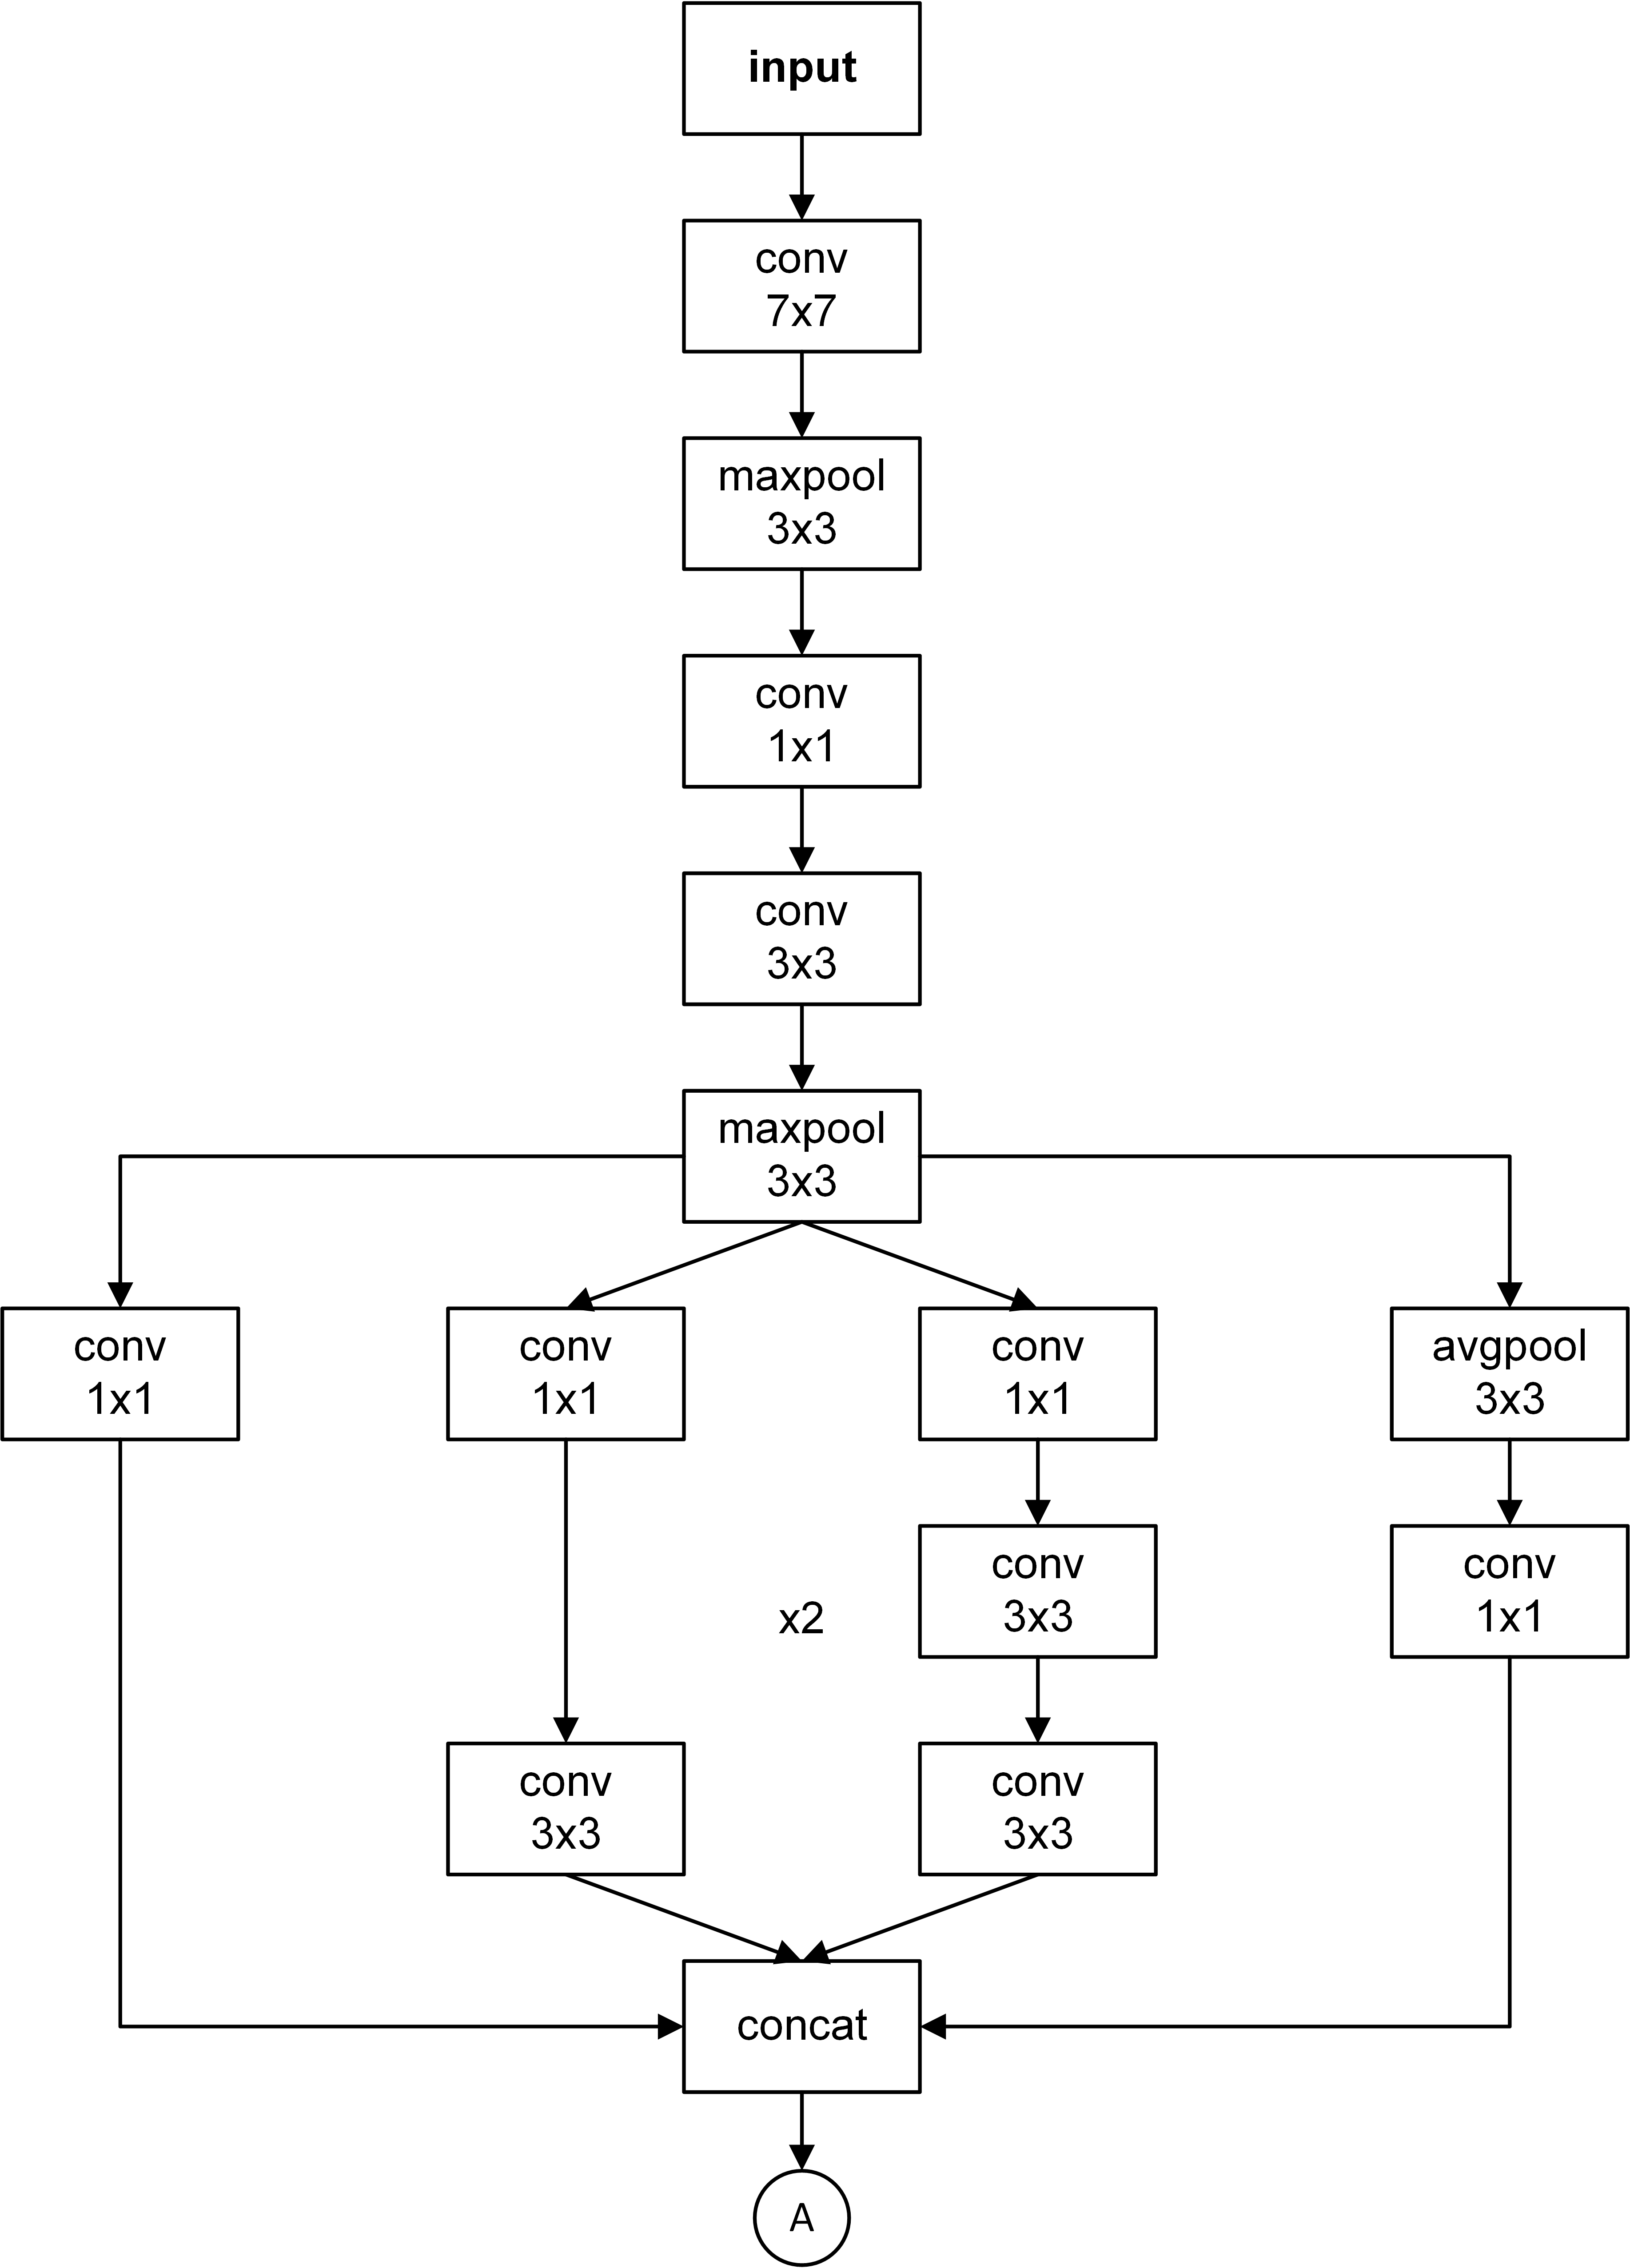 input
conv
7x7
maxpool
3x3
conv
1x1
conv
3x3
maxpool
3x3
conv
1x1
conv
1x1
conv
1x1
avgpool
3x3
conv
3x3
conv
1x1
x2
conv
3x3
conv
3x3
concat
A